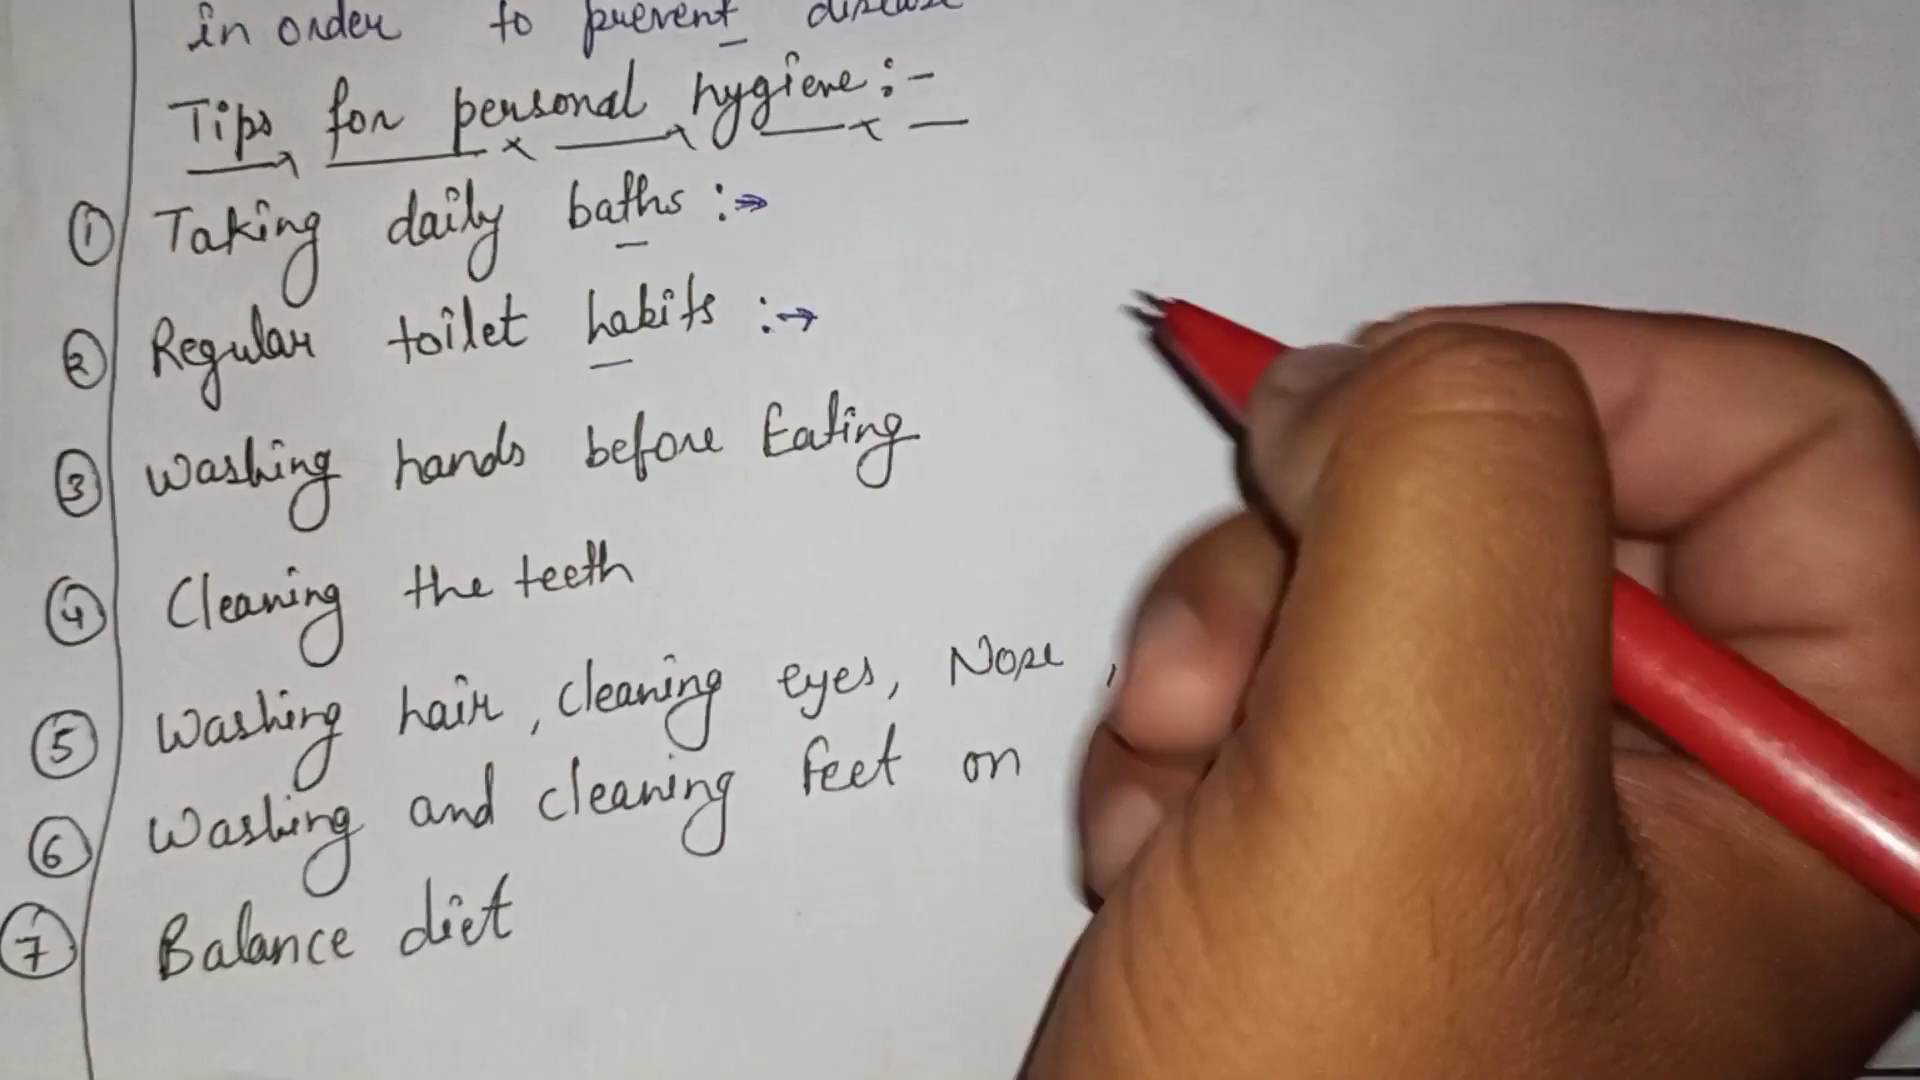 in order to prevent disease
Tips for personal hygiene :-
① Taking daily baths :→
② Regular toilet habits :→
③ Washing hands before Eating
④ Cleaning the teeth
⑤ Washing hair, cleaning eyes, Nose,
⑥ Washing and cleaning feet on
⑦ Balance diet